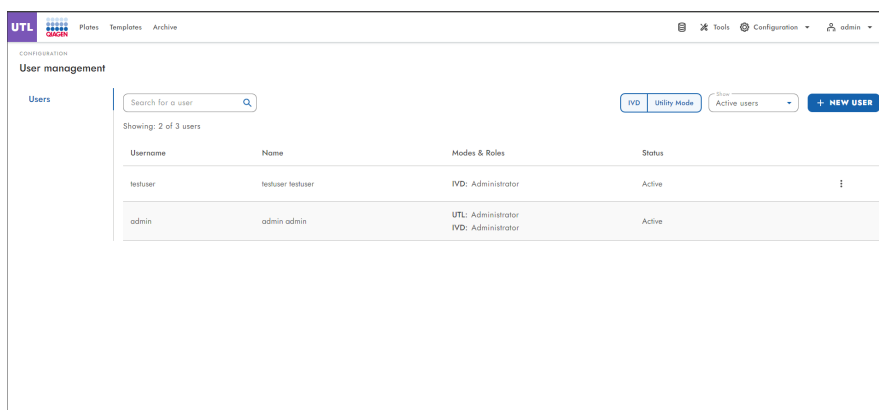 UTL QIAGEN Plates Templates Archive Tools Configuration admin
CONFIGURATION
User management
Users
Search for a user IVD Utility Mode Show Active users + NEW USER
Showing: 2 of 3 users
Username Name Modes & Roles Status
testuser testuser testuser IVD: Administrator Active
admin admin admin UTL: Administrator Active
IVD: Administrator